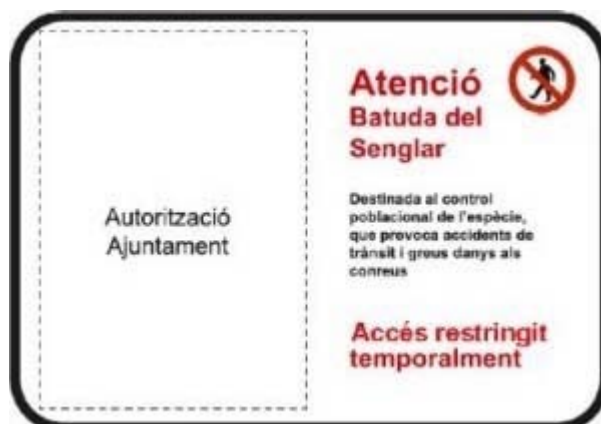 Autorització
Ajuntament
Atenció
Batuda del
Senglar
Destinada al control
poblacional de l'espècie,
que provoca accidents de
trànsit i greus danys als
conreus
Accés restringit
temporalment